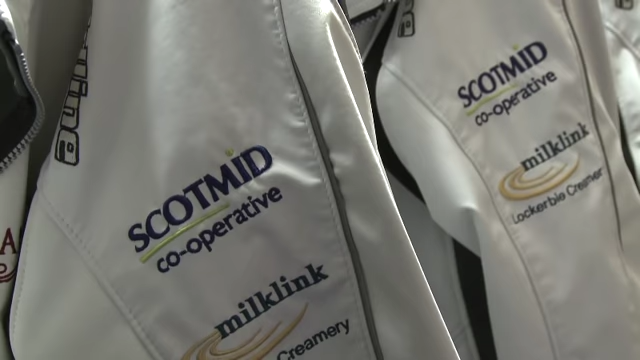 SCOTMID
co-operative
milklink
Creamery
SCOTMID
co-operative
milklink
Lockerbie Creamer